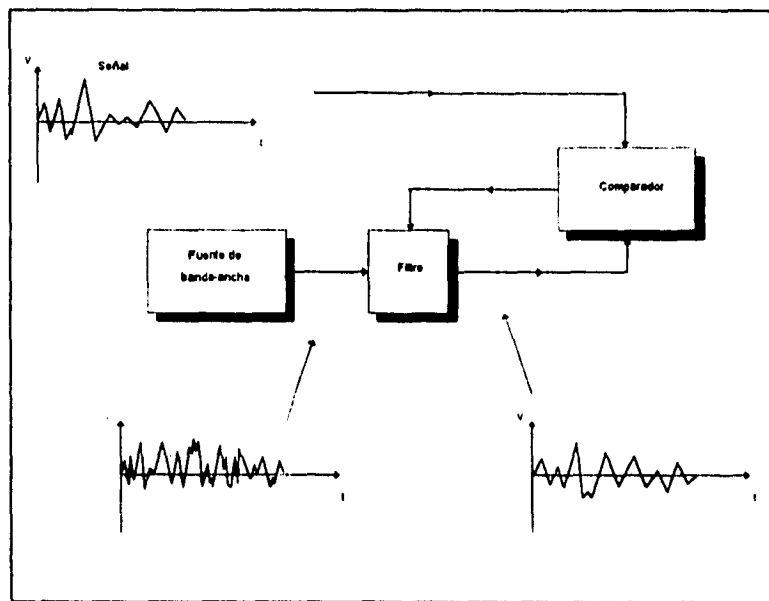 Señal
V
t
Comparador
Fuente de
banda-ancha
Filtro
V
t
t